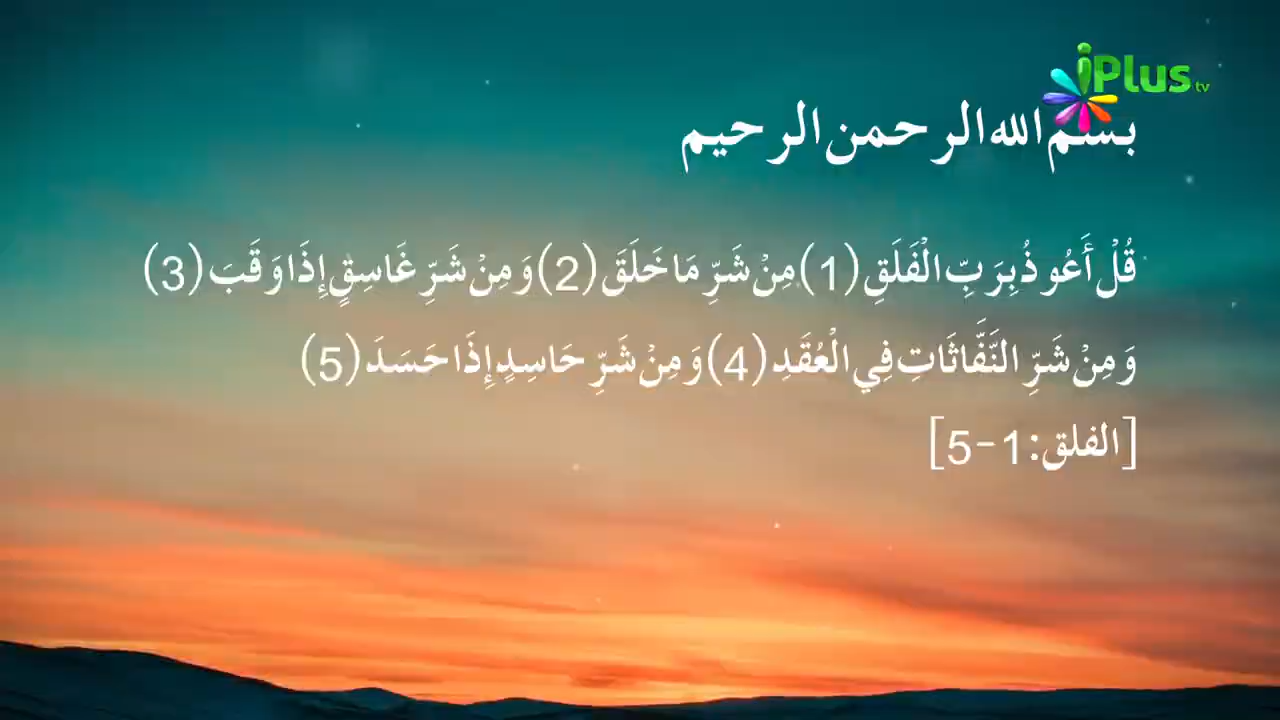 iPlus tv
بسم الله الرحمن الرحيم
قُلْ أَعُوذُ بِرَبِّ الْفَلَقِ (1) مِنْ شَرِّ مَا خَلَقَ (2) وَمِنْ شَرِّ غَاسِقٍ إِذَا وَقَبَ (3)
وَمِنْ شَرِّ النَّفَّاثَاتِ فِي الْعُقَدِ (4) وَمِنْ شَرِّ حَاسِدٍ إِذَا حَسَدَ (5)
[الفلق: 1-5]